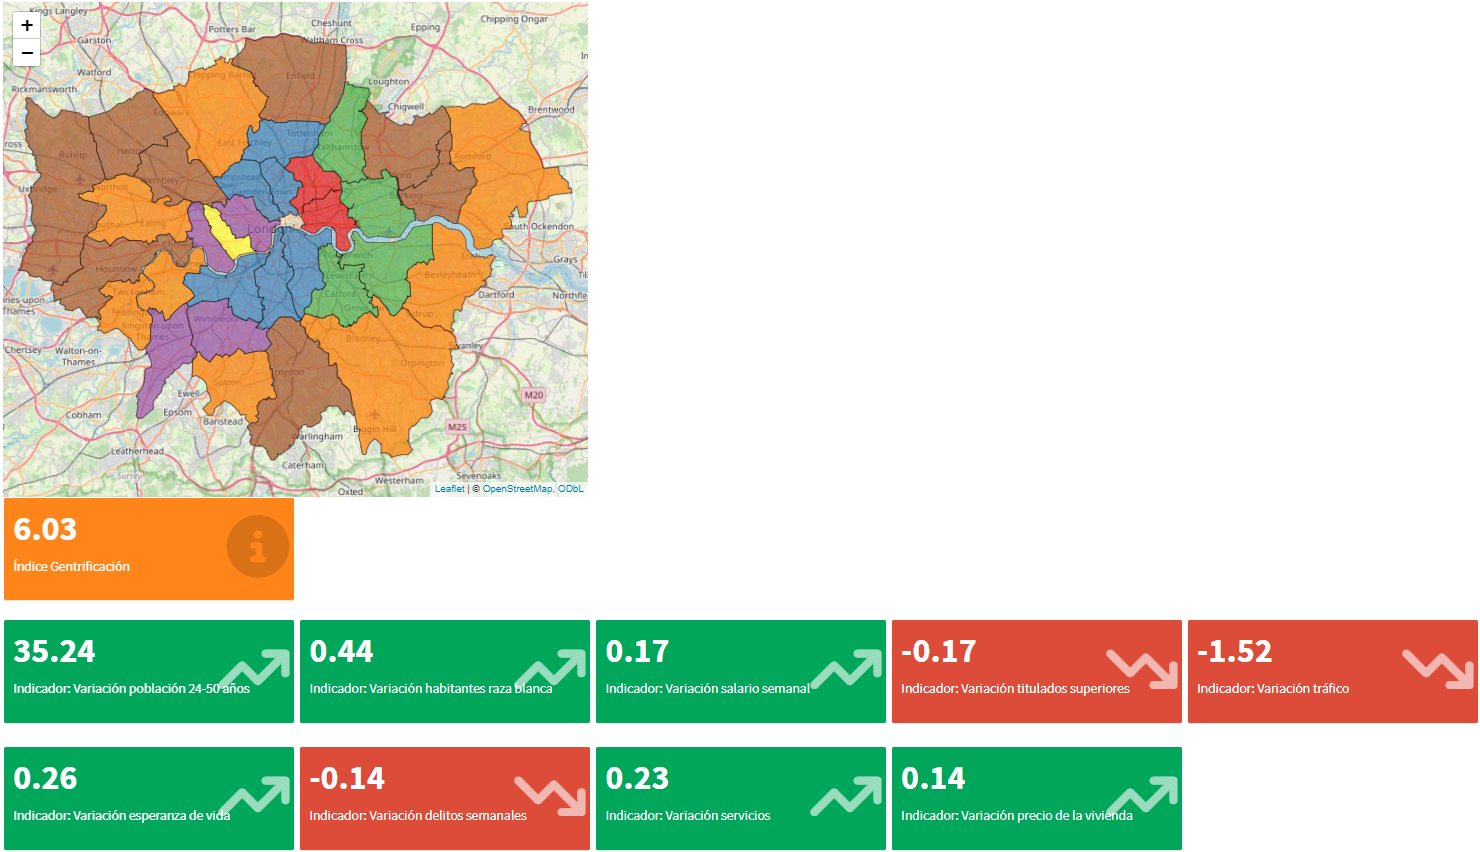 Kings Langley
Cheshunt
Epping
Chipping Ongar
+
−
Potters Bar
Waltham Cross
Garston
Watford
Chipping Barnet
Enfield
Loughton
Rickmansworth
Chigwell
Brentwood
Edgware
Tottenham
East Finchley
Walthamstow
Romford
Ruislip
Harrow
Wembley
Uxbridge
Northolt
Camden Town
Barking
Southall
Ealing
London
South Ockendon
Greenwich
Erith
Grays
Hounslow
Lewisham
Bexleyheath
Dartford
Twickenham
Catford
Teddington
Wimbledon
Kingston upon
Thames
Bromley
Chertsey
Walton-on-
Thames
Orpington
Sutton
Croydon
Ewell
M20
Cobham
Epsom
Banstead
Biggin Hill
M25
Warlingham
Leatherhead
Caterham
Surrey
Westerham
Sevenoaks
Oxted
Leaflet | © OpenStreetMap, ODbL
6.03
Índice Gentrificación
35.24
Indicador: Variación población 24-50 años
0.44
Indicador: Variación habitantes raza blanca
0.17
Indicador: Variación salario semanal
-0.17
Indicador: Variación titulados superiores
-1.52
Indicador: Variación tráfico
0.26
Indicador: Variación esperanza de vida
-0.14
Indicador: Variación delitos semanales
0.23
Indicador: Variación servicios
0.14
Indicador: Variación precio de la vivienda